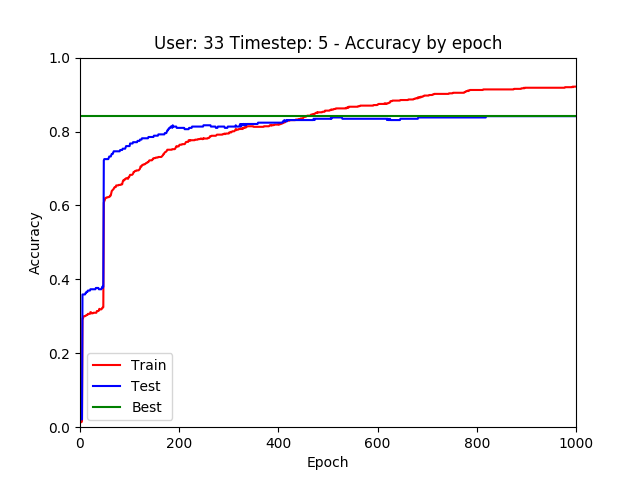 User: 33 Timestep: 5 - Accuracy by epoch
1.0
0.8
0.6
0.4
0.2
0.0
Accuracy
Train
Test
Best
0 200 400 600 800 1000
Epoch